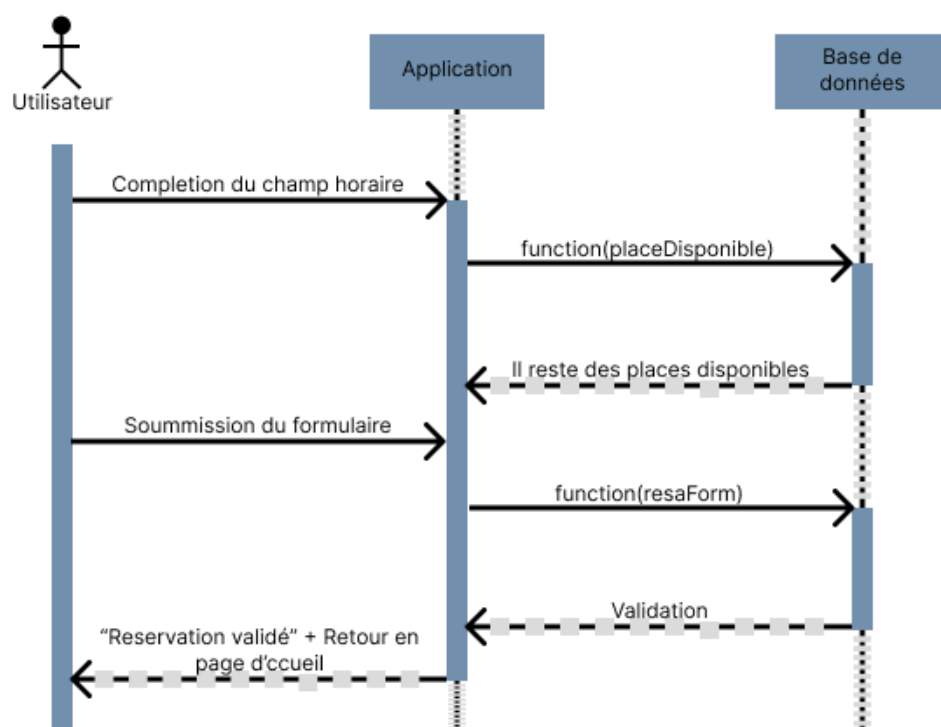 Utilisateur
Application
Base de
données
Completion du champ horaire
function(placeDisponible)
Il reste des places disponibles
Soummission du formulaire
function(resaForm)
Validation
“Reservation validé” + Retour en
page d’ccueil